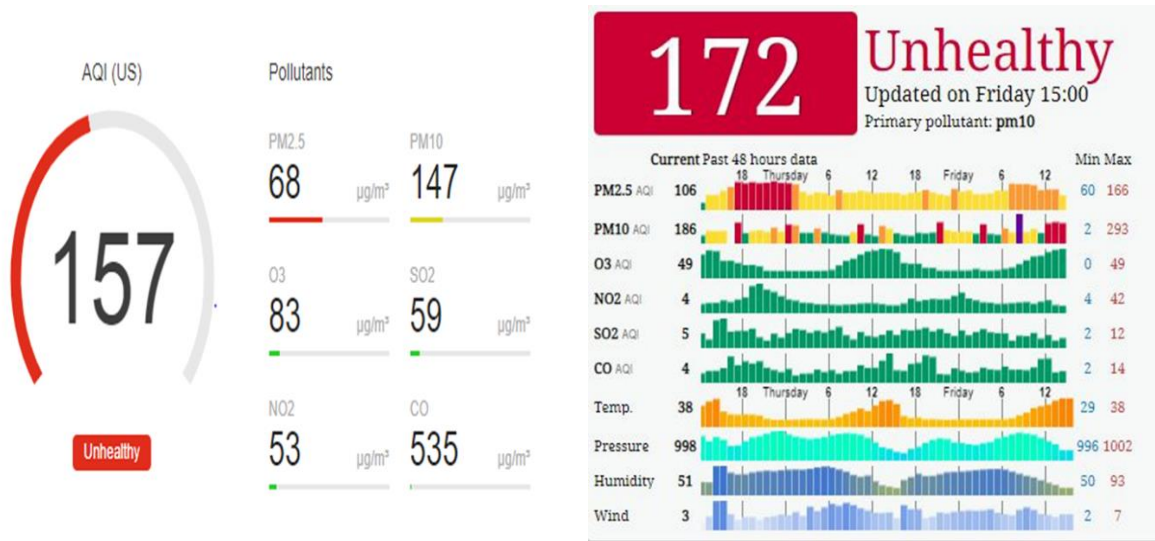 AQI (US)
157
Unhealthy
Pollutants
PM2.5 PM10
68 µg/m³ 147 µg/m³
O3 SO2
83 µg/m³ 59 µg/m³
NO2 CO
53 µg/m³ 535 µg/m³
172
Unhealthy
Updated on Friday 15:00
Primary pollutant: pm10
Current Past 48 hours data Min Max
18 Thursday 6 12 18 Friday 6 12
PM2.5 AQI 106 60 166
PM10 AQI 186 2 293
O3 AQI 49 0 49
NO2 AQI 4 4 42
SO2 AQI 5 2 12
CO AQI 4 2 14
18 Thursday 6 12 18 Friday 6 12
Temp. 38 29 38
Pressure 998 996 1002
Humidity 51 50 93
Wind 3 2 7